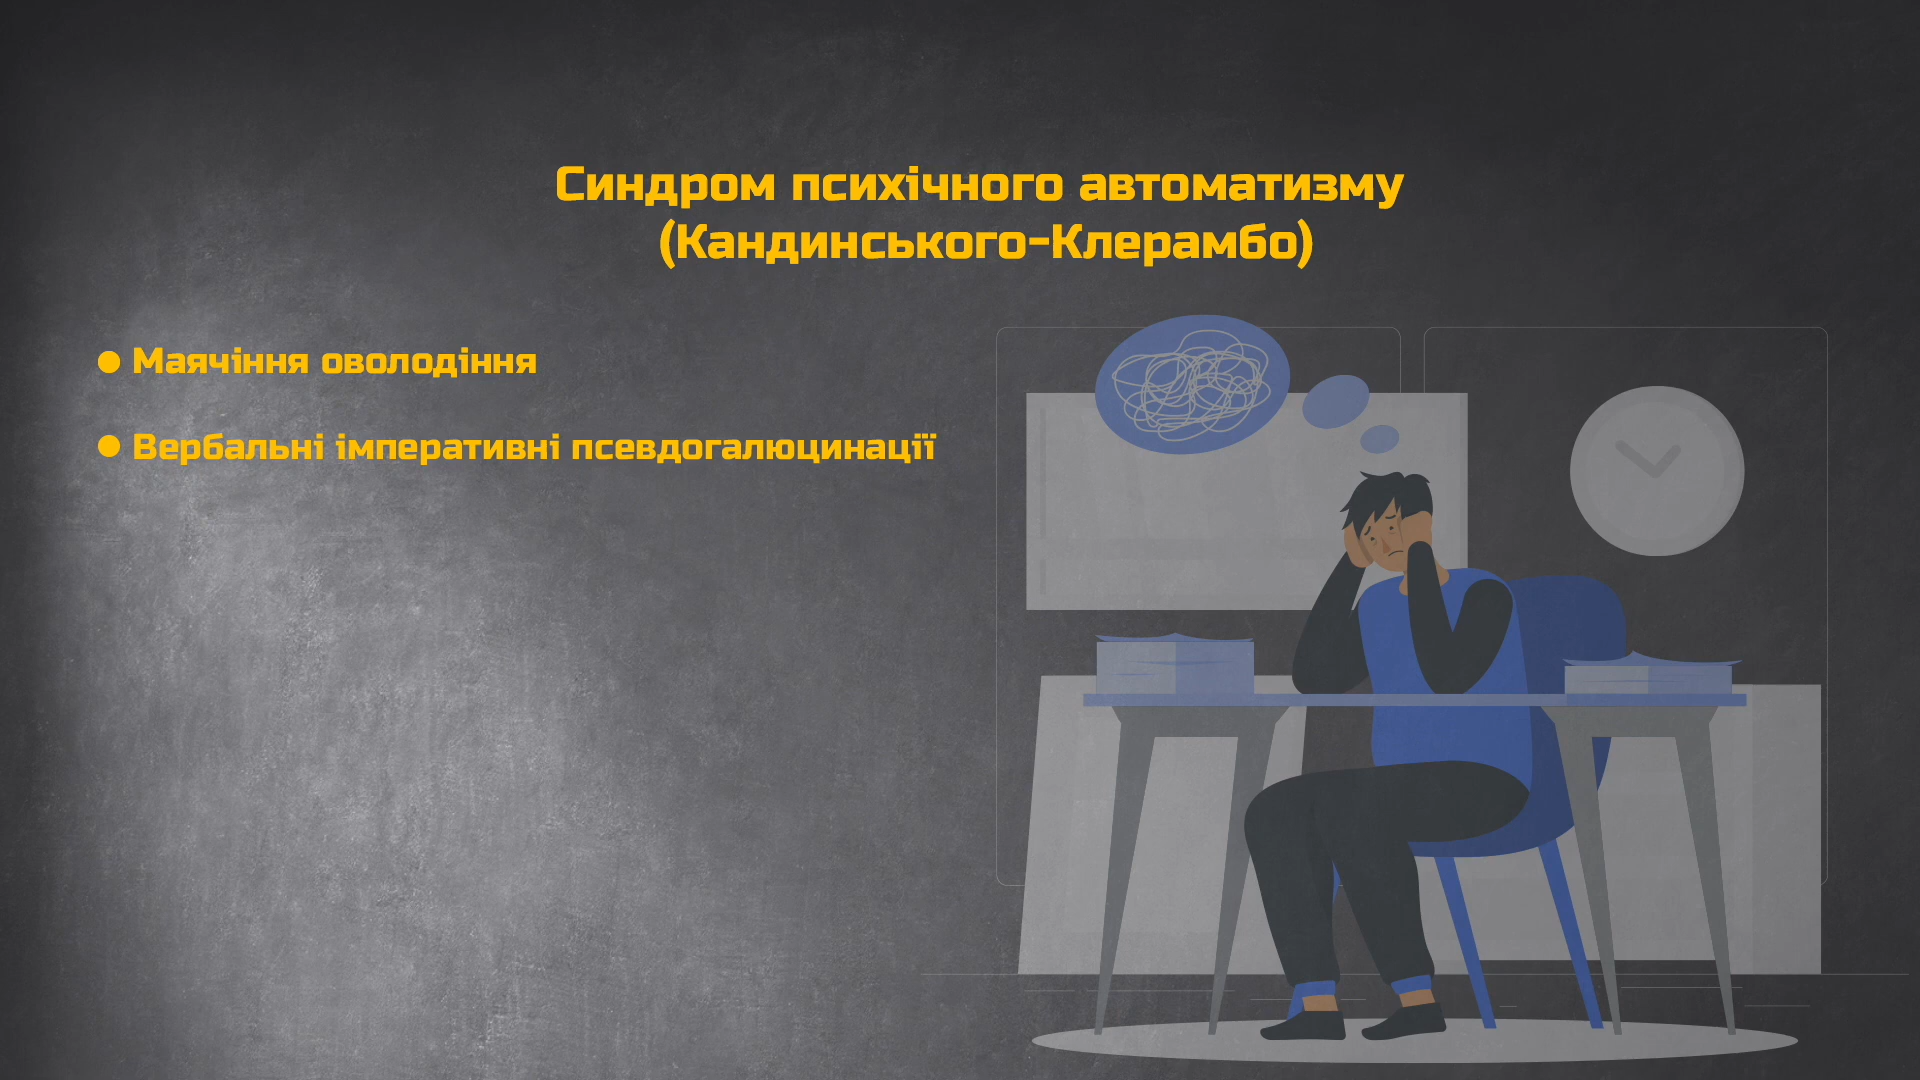 Синдром психічного автоматизму
(Кандинського-Клерамбо)
● Маячіння оволодіння
● Вербальні імперативні псевдогалюцинації